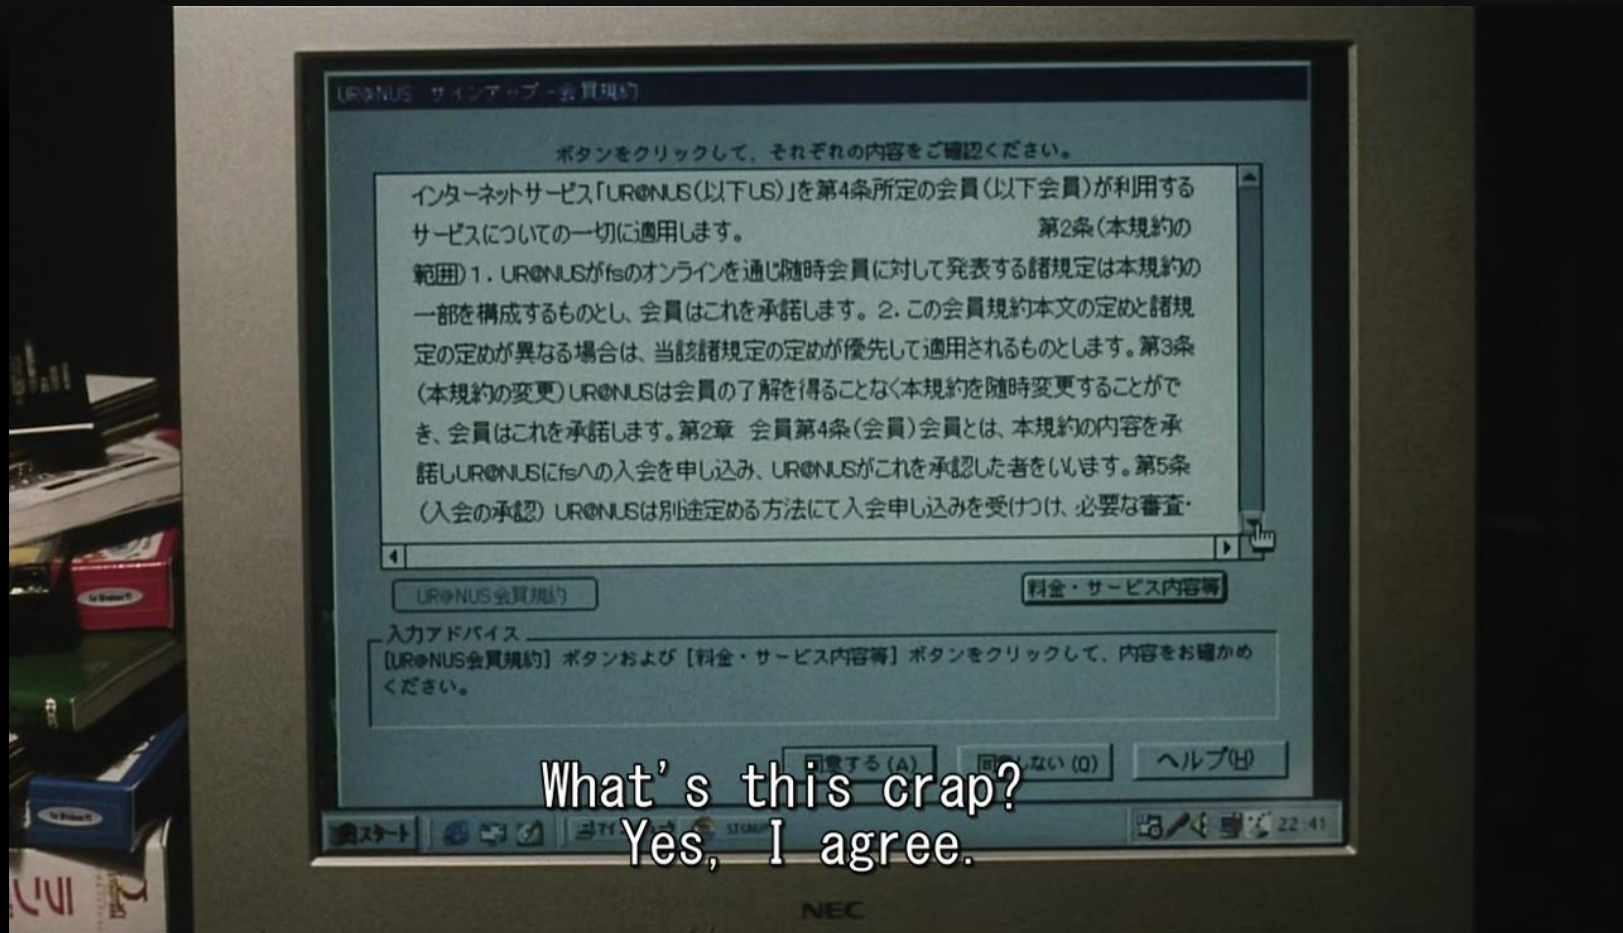 UR@NUS サインアップ - 会員規約
ボタンをクリックして、それぞれの内容をご確認ください。
インターネットサービス「UR@NUS(以下US)」を第4条所定の会員(以下会員)が利用する
サービスについての一切に適用します。 第2条(本規約の
範囲)1. UR@NUSがfsのオンラインを通じ随時会員に対して発表する諸規定は本規約の
一部を構成するものとし、会員はこれを承諾します。2. この会員規約本文の定めと諸規
定の定めが異なる場合は、当該諸規定の定めが優先して適用されるものとします。第3条
(本規約の変更)UR@NUSは会員の了解を得ることなく本規約を随時変更することがで
き、会員はこれを承諾します。第2章 会員第4条(会員)会員とは、本規約の内容を承
諾しUR@NUSにfsへの入会を申し込み、UR@NUSがこれを承認した者をいいます。第5条
(入会の承認) UR@NUSは別途定める方法にて入会申し込みを受けつけ、必要な審査・
UR@NUS会員規約
料金・サービス内容等
入力アドバイス
[UR@NUS会員規約] ボタンおよび [料金・サービス内容等] ボタンをクリックして、内容をお確かめ
ください。
同意する (A)
同意しない (Q)
ヘルプ(H)
What's this crap?
Yes, I agree.
スタート
22:41
NEC